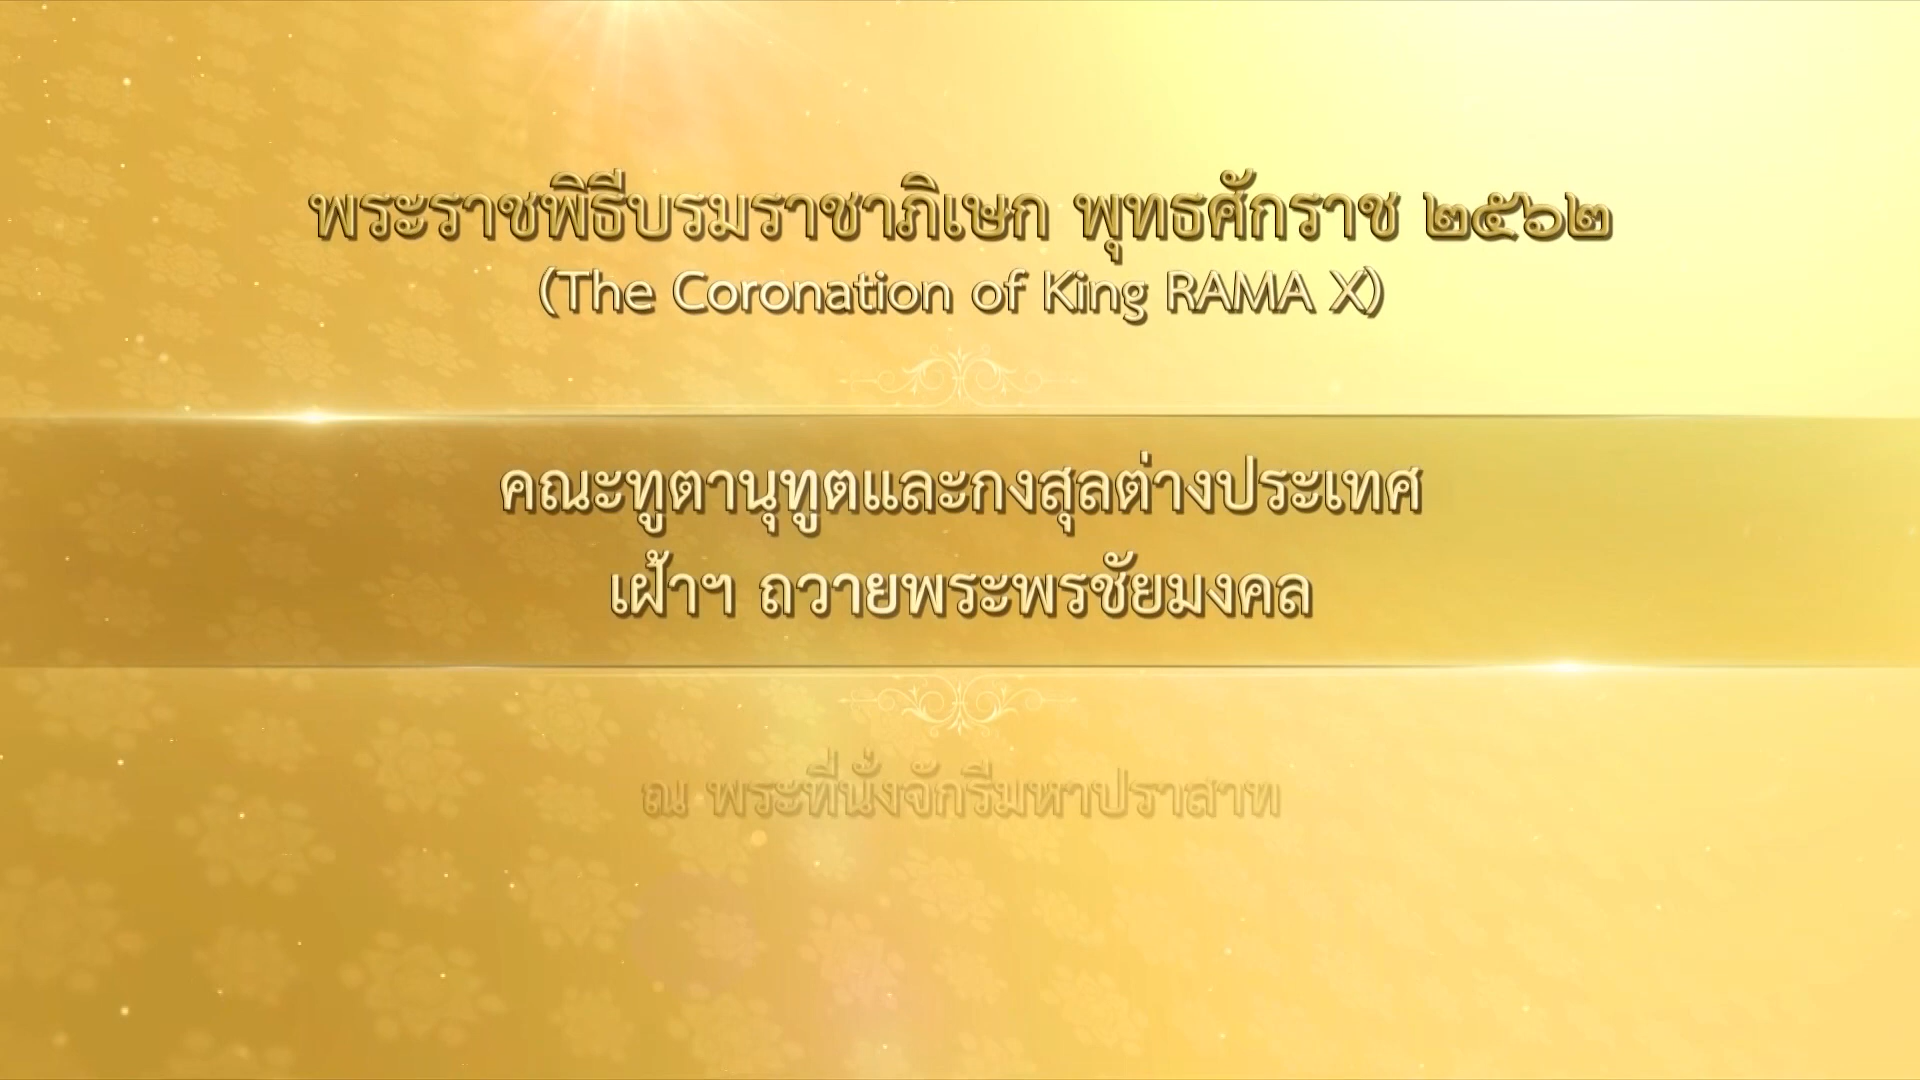 พระราชพิธีบรมราชาภิเษก พุทธศักราช ๒๕๖๒
(The Coronation of King RAMA X)
คณะทูตานุทูตและกงสุลต่างประเทศ
เฝ้าฯ ถวายพระพรชัยมงคล
ณ พระที่นั่งจักรีมหาปราสาท